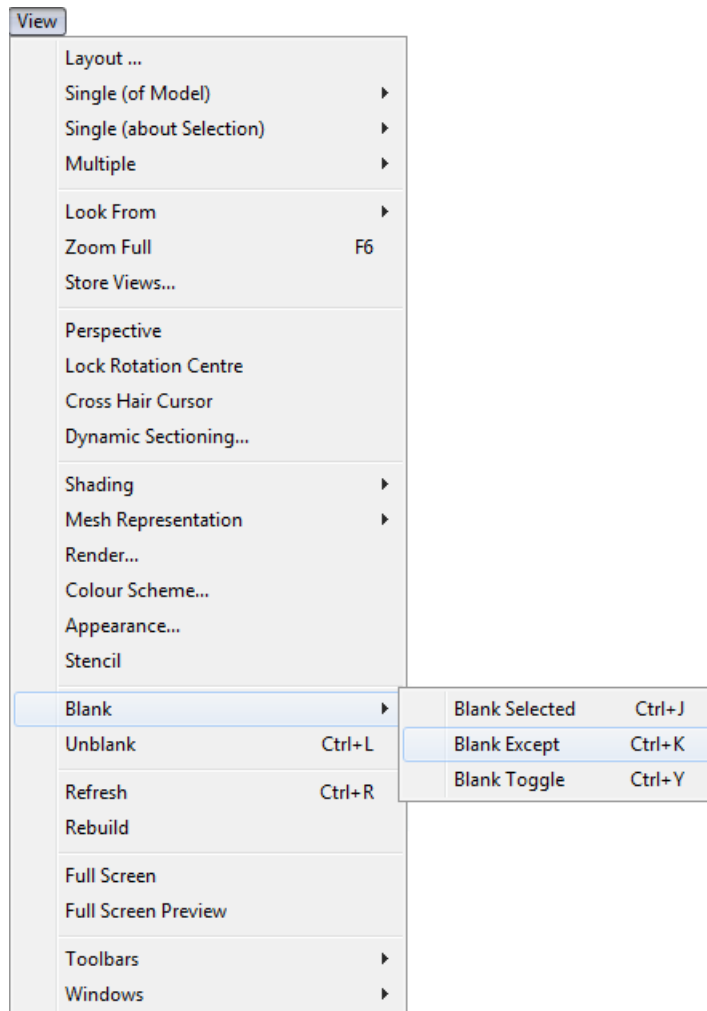 View
Layout ...
Single (of Model)
Single (about Selection)
Multiple
Look From
Zoom Full F6
Store Views...
Perspective
Lock Rotation Centre
Cross Hair Cursor
Dynamic Sectioning...
Shading
Mesh Representation
Render...
Colour Scheme...
Appearance...
Stencil
Blank
Blank Selected Ctrl+J
Unblank Ctrl+L
Blank Except Ctrl+K
Blank Toggle Ctrl+Y
Refresh Ctrl+R
Rebuild
Full Screen
Full Screen Preview
Toolbars
Windows